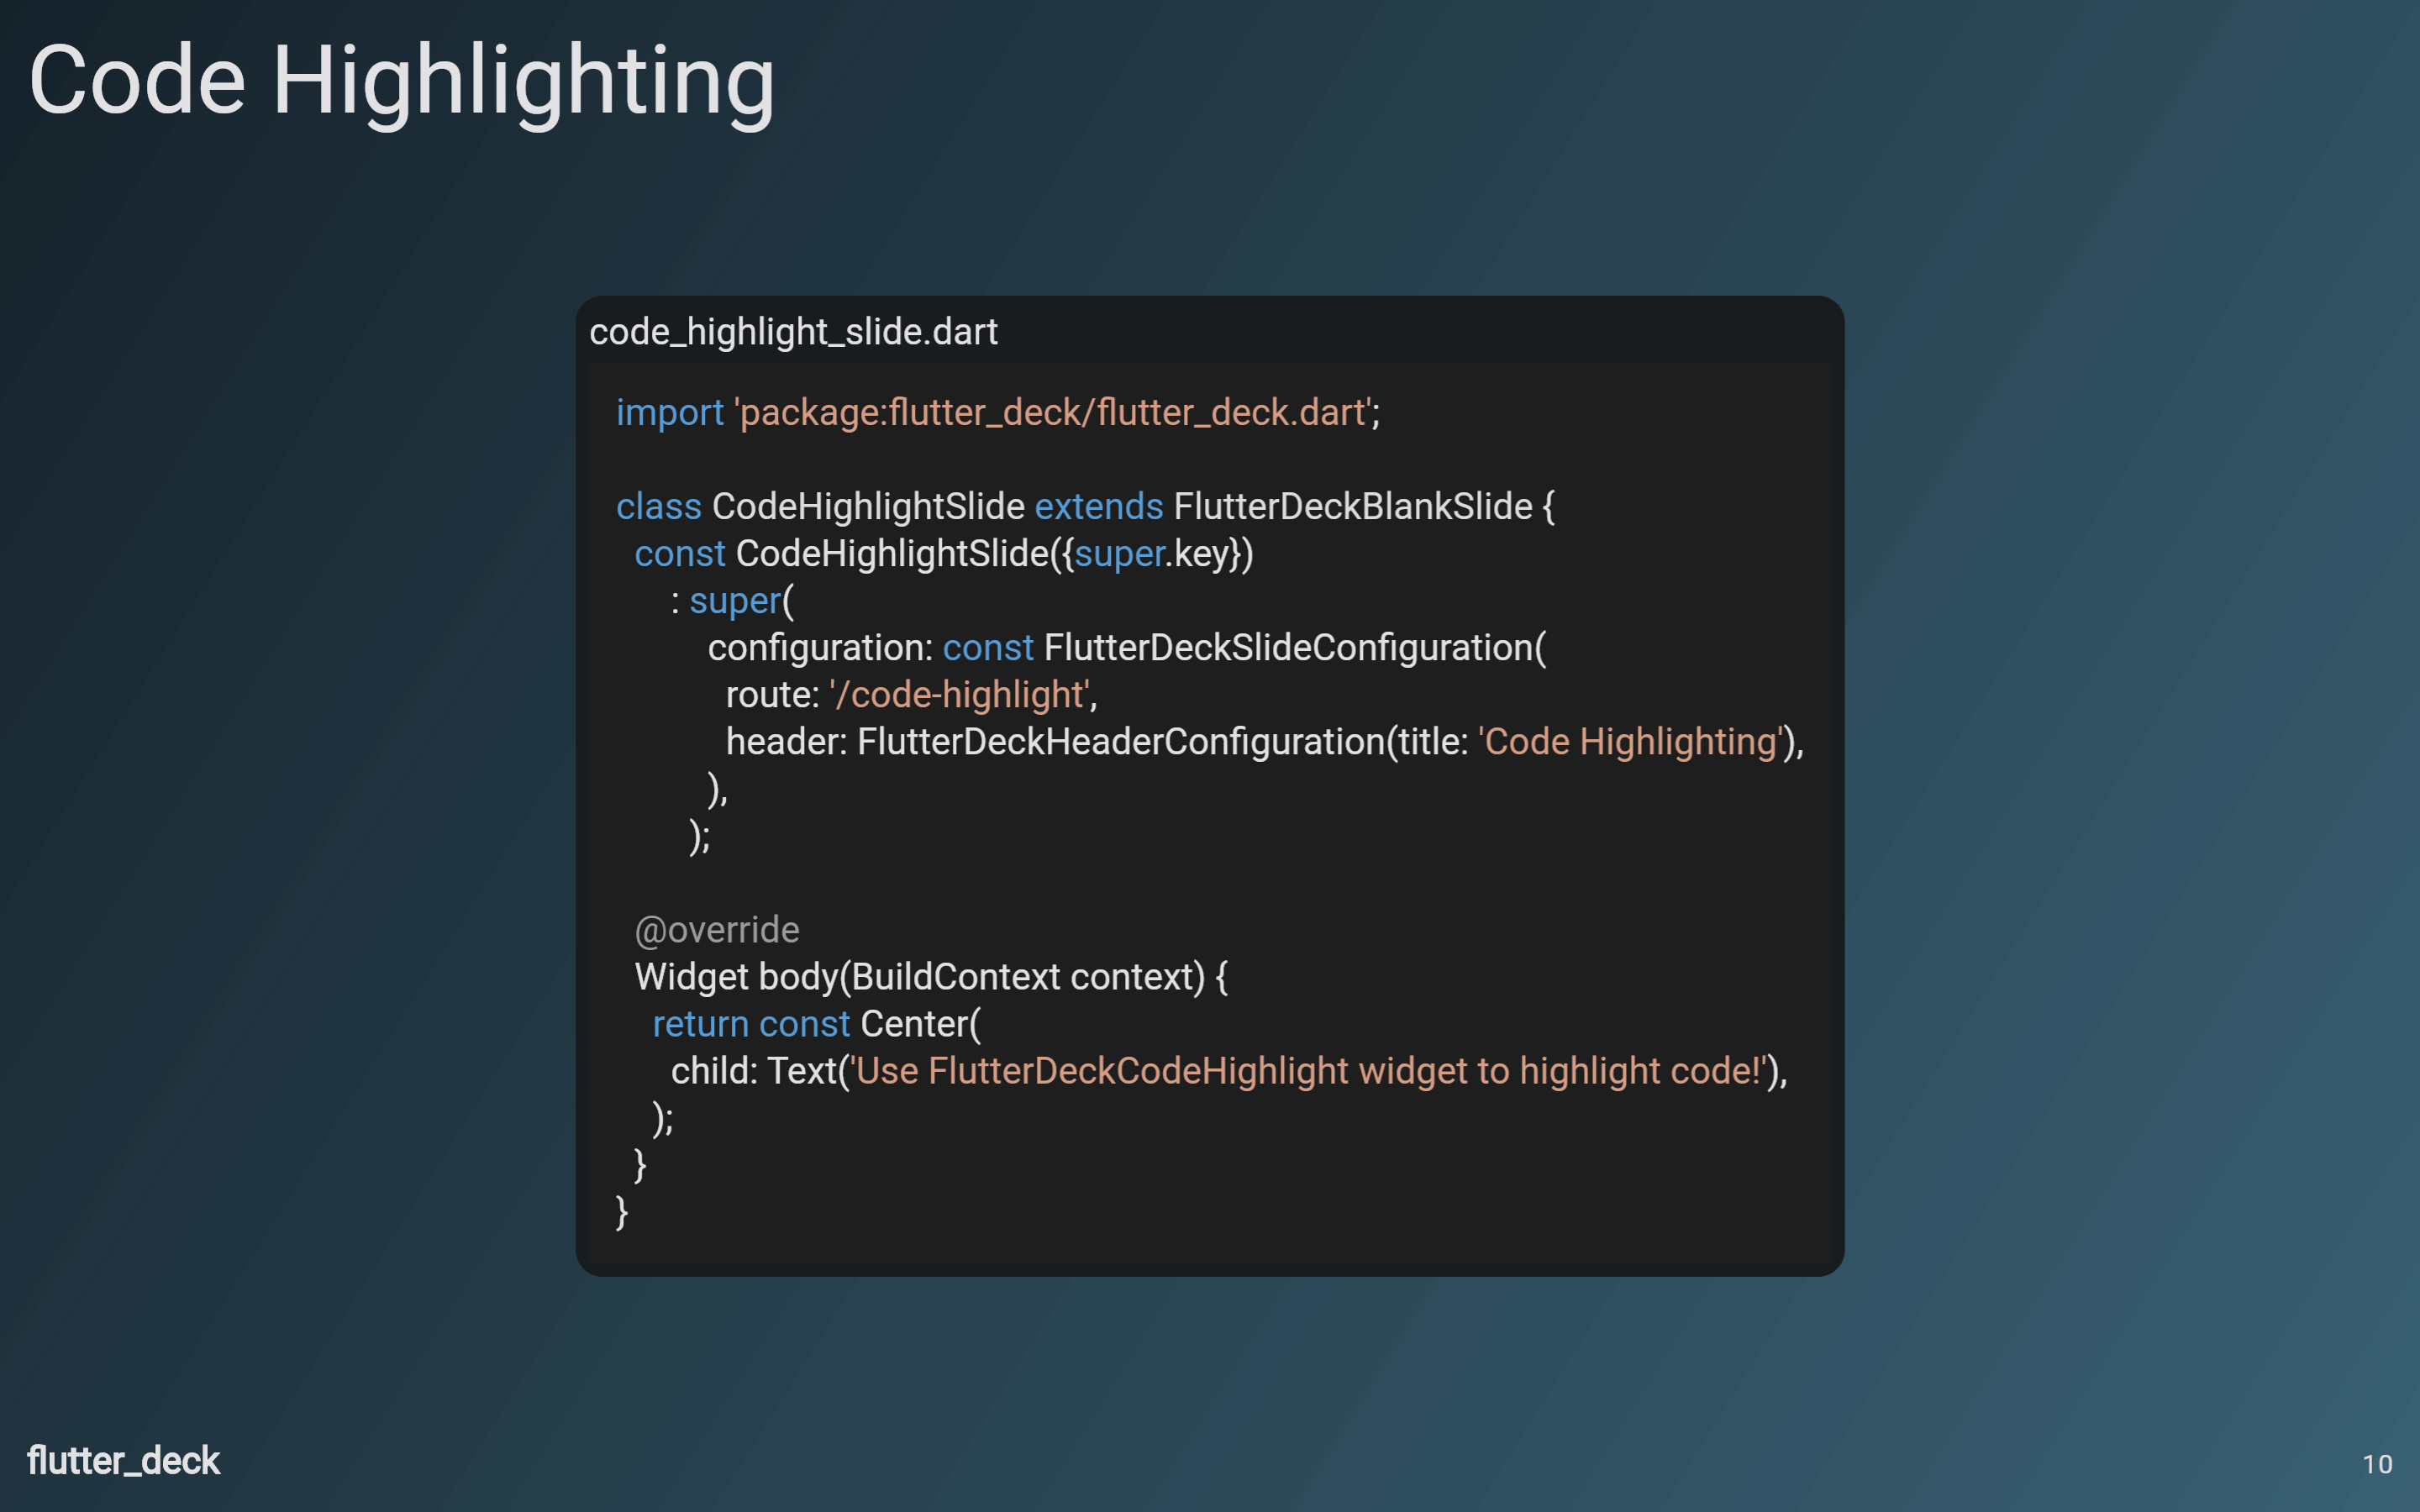 Code Highlighting
code_highlight_slide.dart
import 'package:flutter_deck/flutter_deck.dart';

class CodeHighlightSlide extends FlutterDeckBlankSlide {
  const CodeHighlightSlide({super.key})
      : super(
          configuration: const FlutterDeckSlideConfiguration(
            route: '/code-highlight',
            header: FlutterDeckHeaderConfiguration(title: 'Code Highlighting'),
          ),
        );

  @override
  Widget body(BuildContext context) {
    return const Center(
      child: Text('Use FlutterDeckCodeHighlight widget to highlight code!'),
    );
  }
}
flutter_deck
10